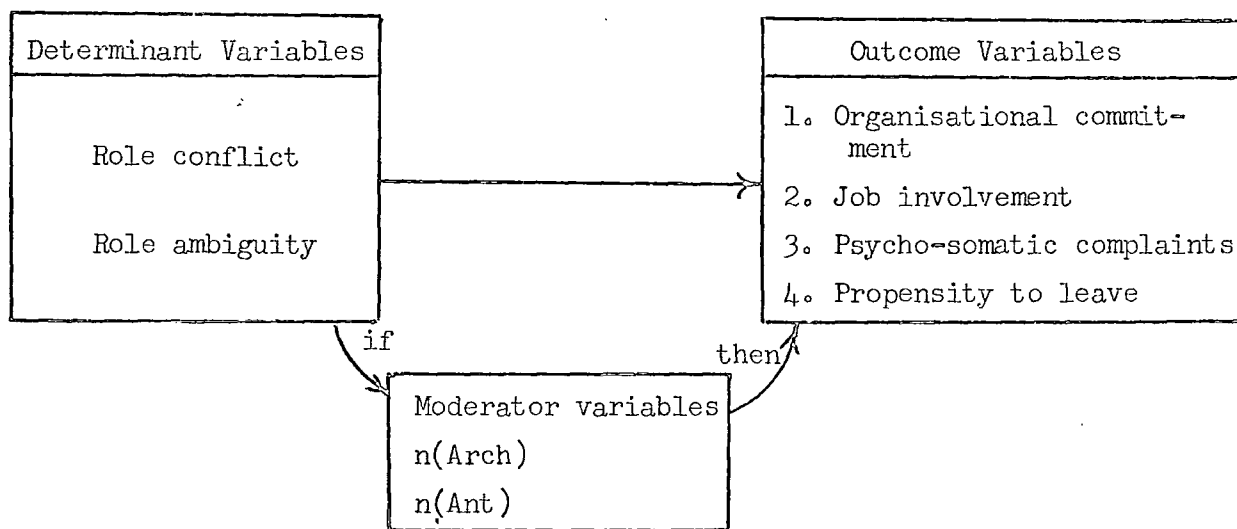 Determinant Variables
Role conflict
Role ambiguity
Outcome Variables
1. Organisational commit-
ment
2. Job involvement
3. Psycho-somatic complaints
4. Propensity to leave
if
then
Moderator variables
n(Arch)
n(Ant)